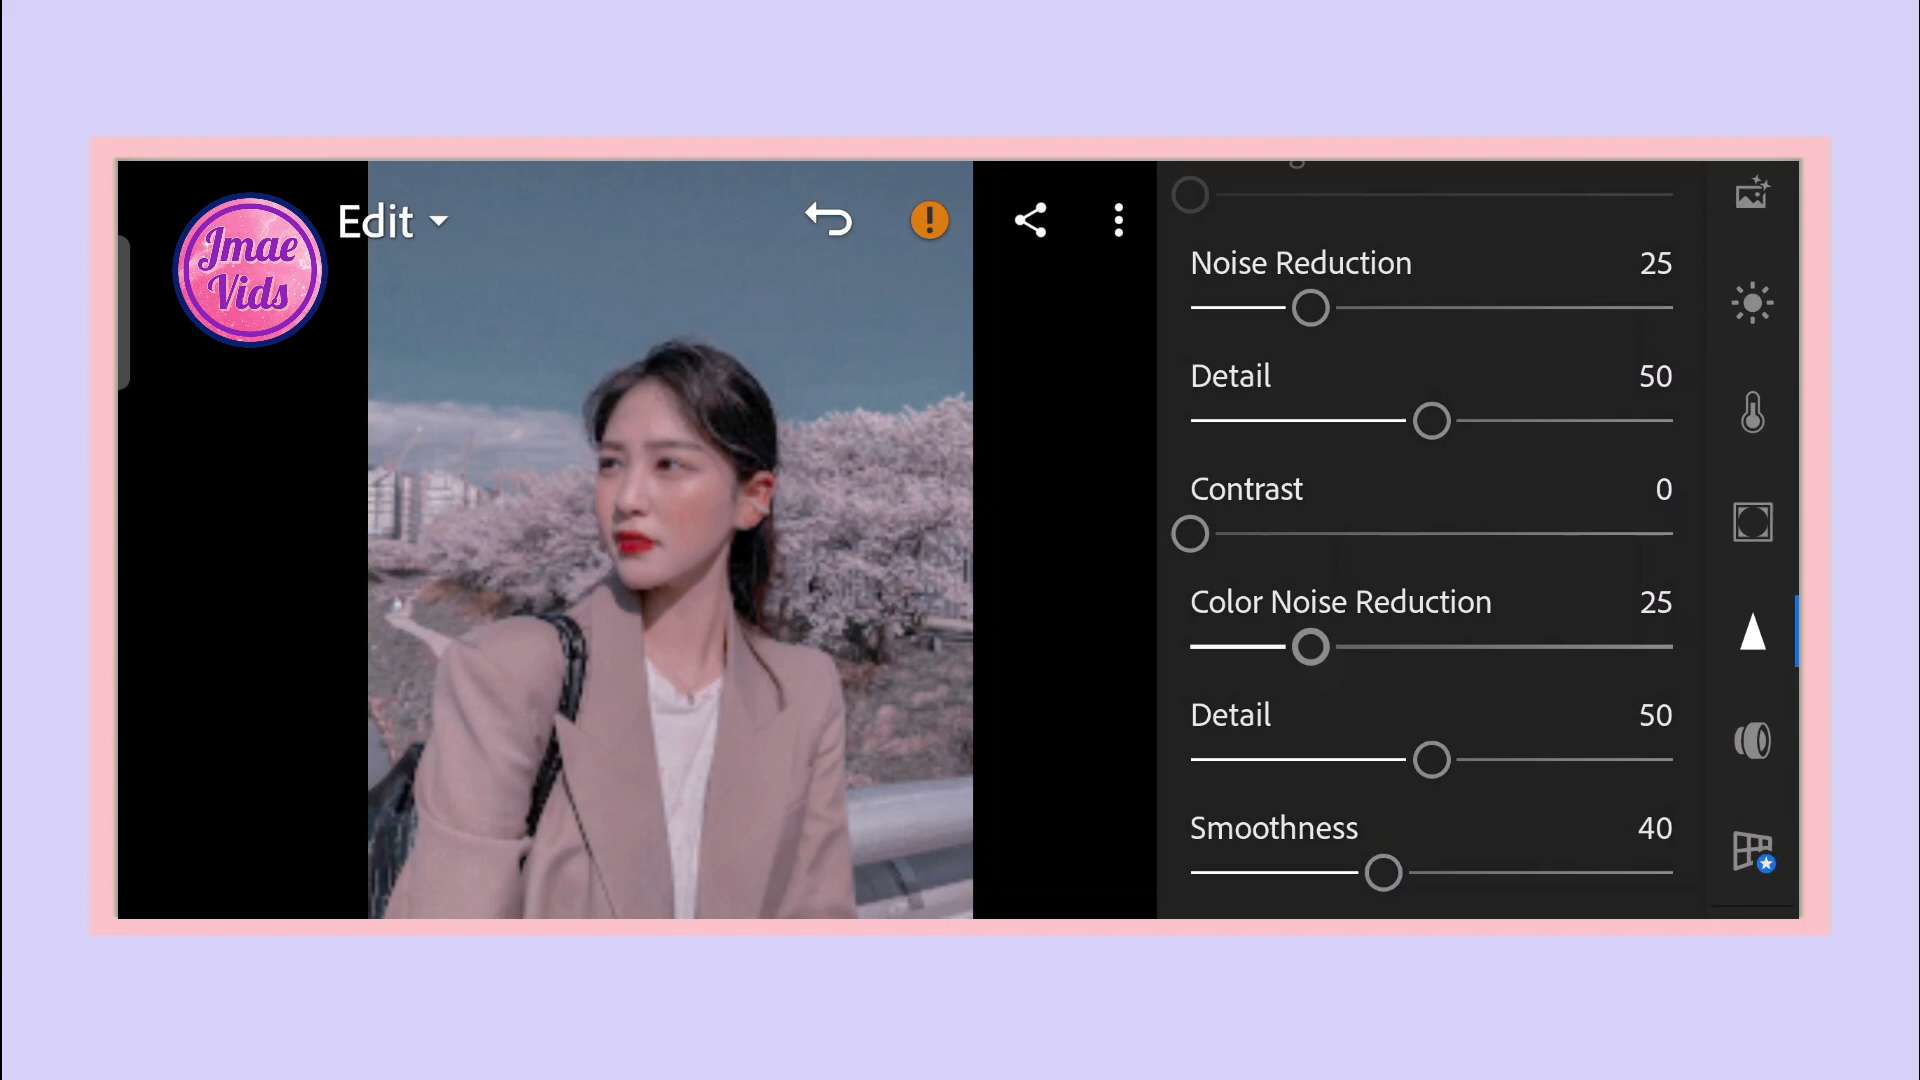 Jmae
Vids
Edit
Noise Reduction 25
Detail 50
Contrast 0
Color Noise Reduction 25
Detail 50
Smoothness 40